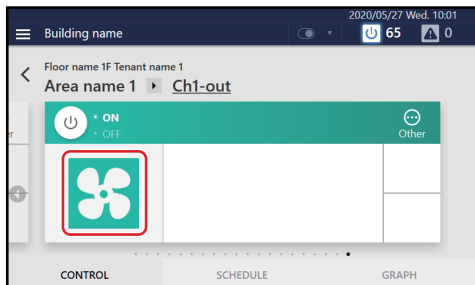 2020/05/27 Wed. 10:01
Building name
65
0
Floor name 1F Tenant name 1
Area name 1
Ch1-out
ON
OFF
Other
CONTROL
SCHEDULE
GRAPH